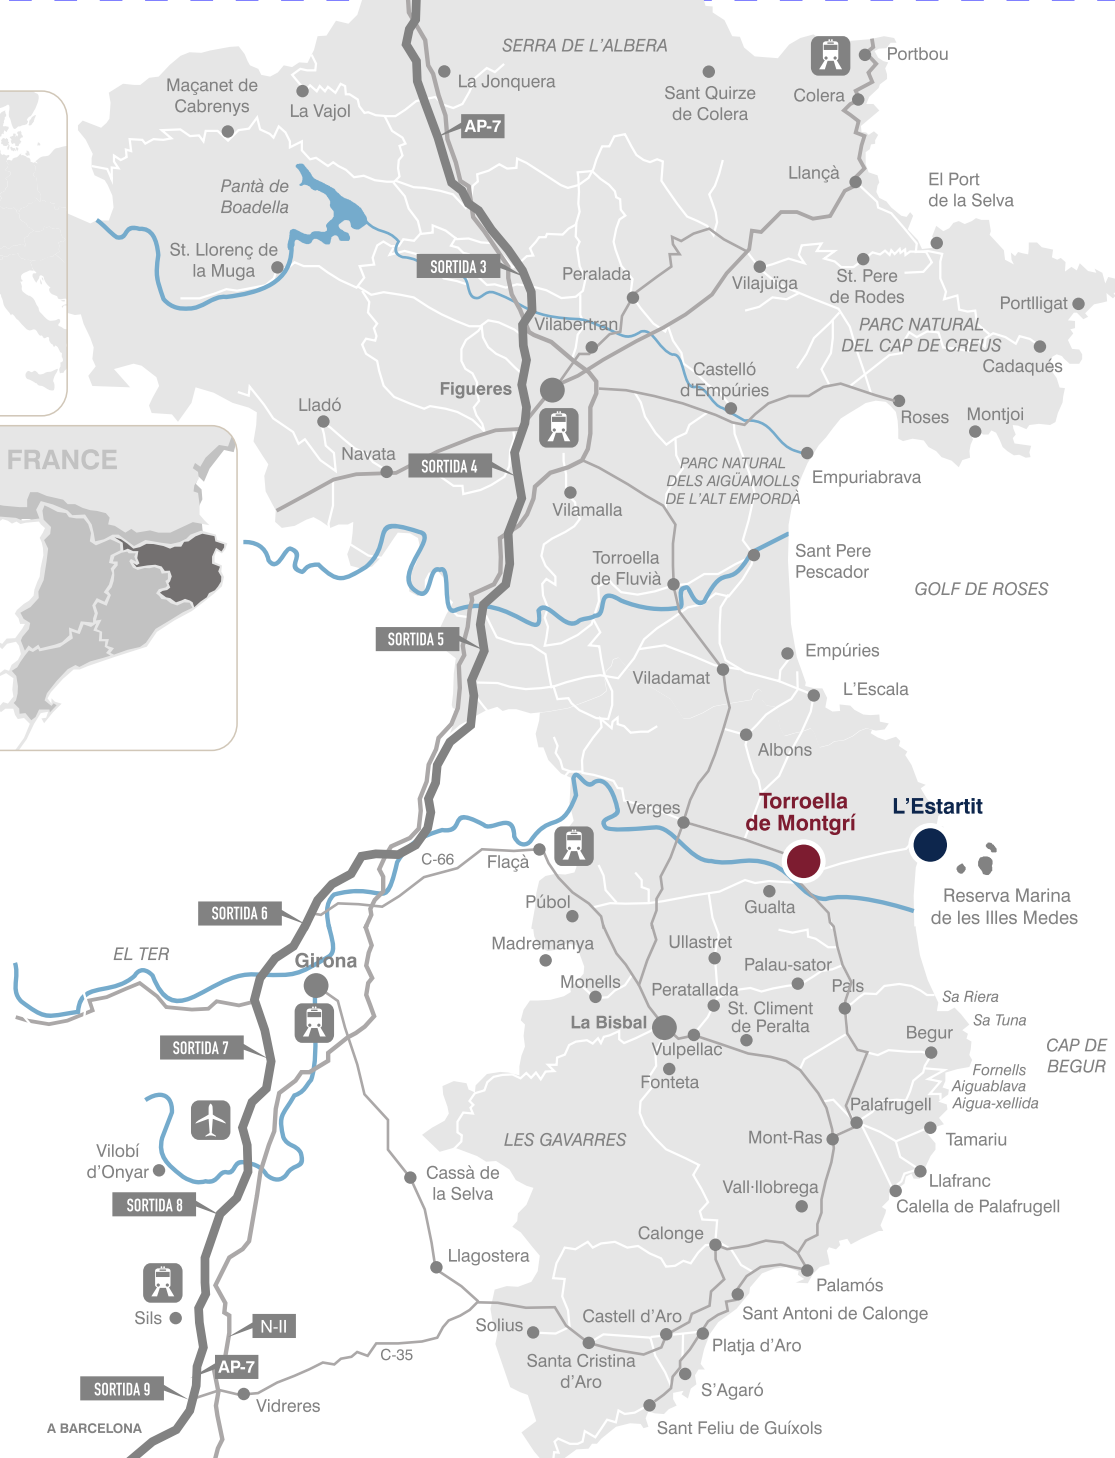 SERRA DE L'ALBERA
Portbou
La Jonquera
Maçanet de
Cabrenys
La Vajol
Sant Quirze
de Colera
Colera
AP-7
Llançà
El Port
de la Selva
Pantà de
Boadella
St. Llorenç de
la Muga
SORTIDA 3
Peralada
Vilajuïga
St. Pere
de Rodes
Portlligat
Vilabertran
PARC NATURAL
DEL CAP DE CREUS
Cadaqués
Figueres
Castelló
d'Empúries
Lladó
Roses
Montjoi
Navata
SORTIDA 4
PARC NATURAL
DELS AIGÜAMOLLS
DE L'ALT EMPORDÀ
Empuriabrava
FRANCE
Vilamalla
Torroella
de Fluvià
Sant Pere
Pescador
GOLF DE ROSES
SORTIDA 5
Empúries
Viladamat
L'Escala
Albons
Verges
Torroella
de Montgrí
L'Estartit
C-66
Flaçà
Reserva Marina
de les Illes Medes
Púbol
Gualta
SORTIDA 6
EL TER
Girona
Madremanya
Ullastret
Palau-sator
Monells
Peratallada
Pals
Sa Riera
St. Climent
de Peralta
La Bisbal
Sa Tuna
SORTIDA 7
Vulpellac
Begur
CAP DE
BEGUR
Fonteta
Fornells
Aiguablava
Aigua-xellida
Palafrugell
LES GAVARRES
Mont-Ras
Tamariu
Vilobí
d'Onyar
Cassà de
la Selva
Llafranc
Vall·llobrega
Calella de Palafrugell
SORTIDA 8
Calonge
Llagostera
Palamós
Sils
N-II
Solius
Castell d'Aro
Sant Antoni de Calonge
Platja d'Aro
C-35
Santa Cristina
d'Aro
AP-7
SORTIDA 9
S'Agaró
Vidreres
A BARCELONA
Sant Feliu de Guíxols